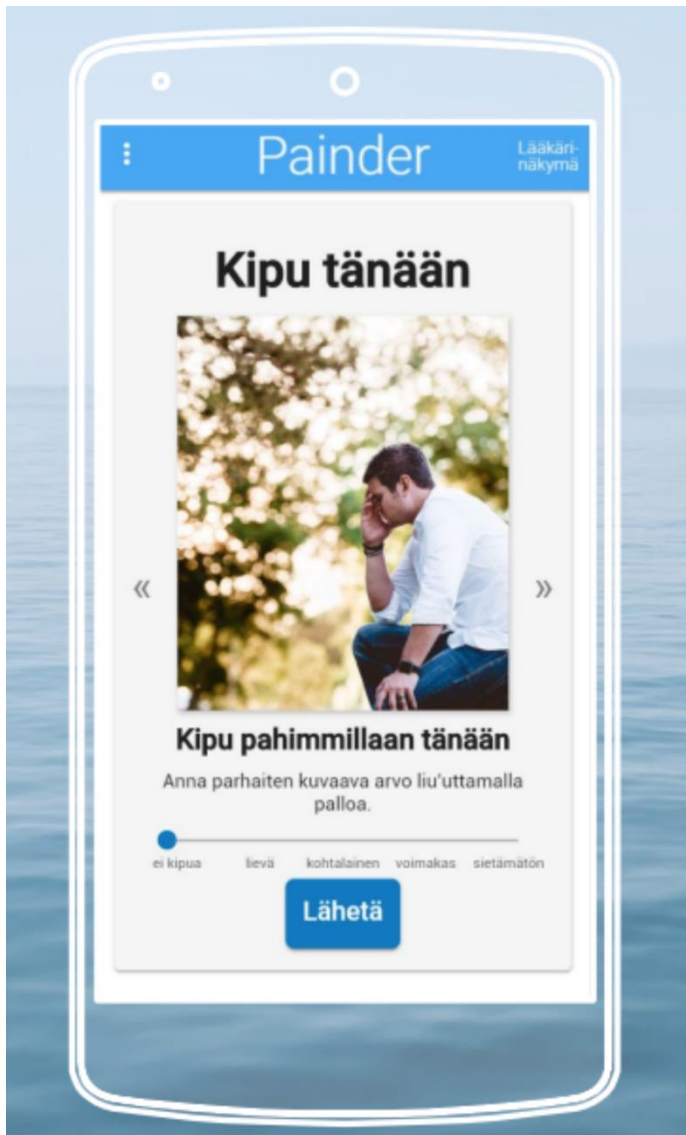 Painder
Lääkäri-
näkymä
Kipu tänään
«
»
Kipu pahimmillaan tänään
Anna parhaiten kuvaava arvo liu'uttamalla
palloa.
ei kipua lievä kohtalainen voimakas sietämätön
Lähetä